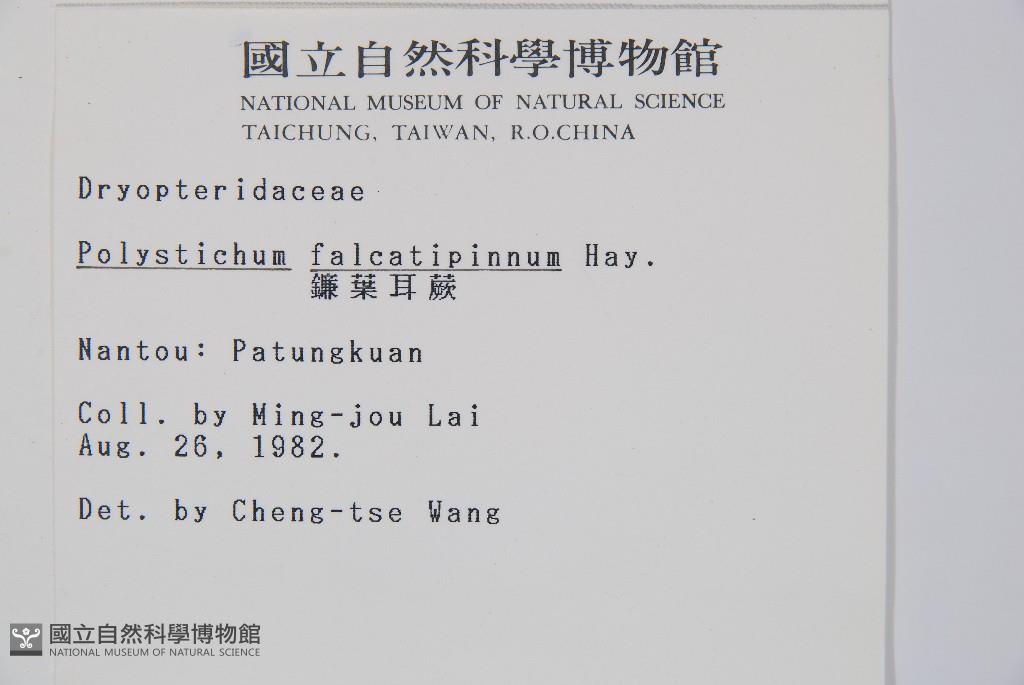 國立自然科學博物館
NATIONAL MUSEUM OF NATURAL SCIENCE
TAICHUNG, TAIWAN, R.O.CHINA
Dryopteridaceae
Polystichum falcatipinnum Hay.
鐮葉耳蕨
Nantou: Patungkuan
Coll. by Ming-jou Lai
Aug. 26, 1982.
Det. by Cheng-tse Wang
國立自然科學博物館
NATIONAL MUSEUM OF NATURAL SCIENCE